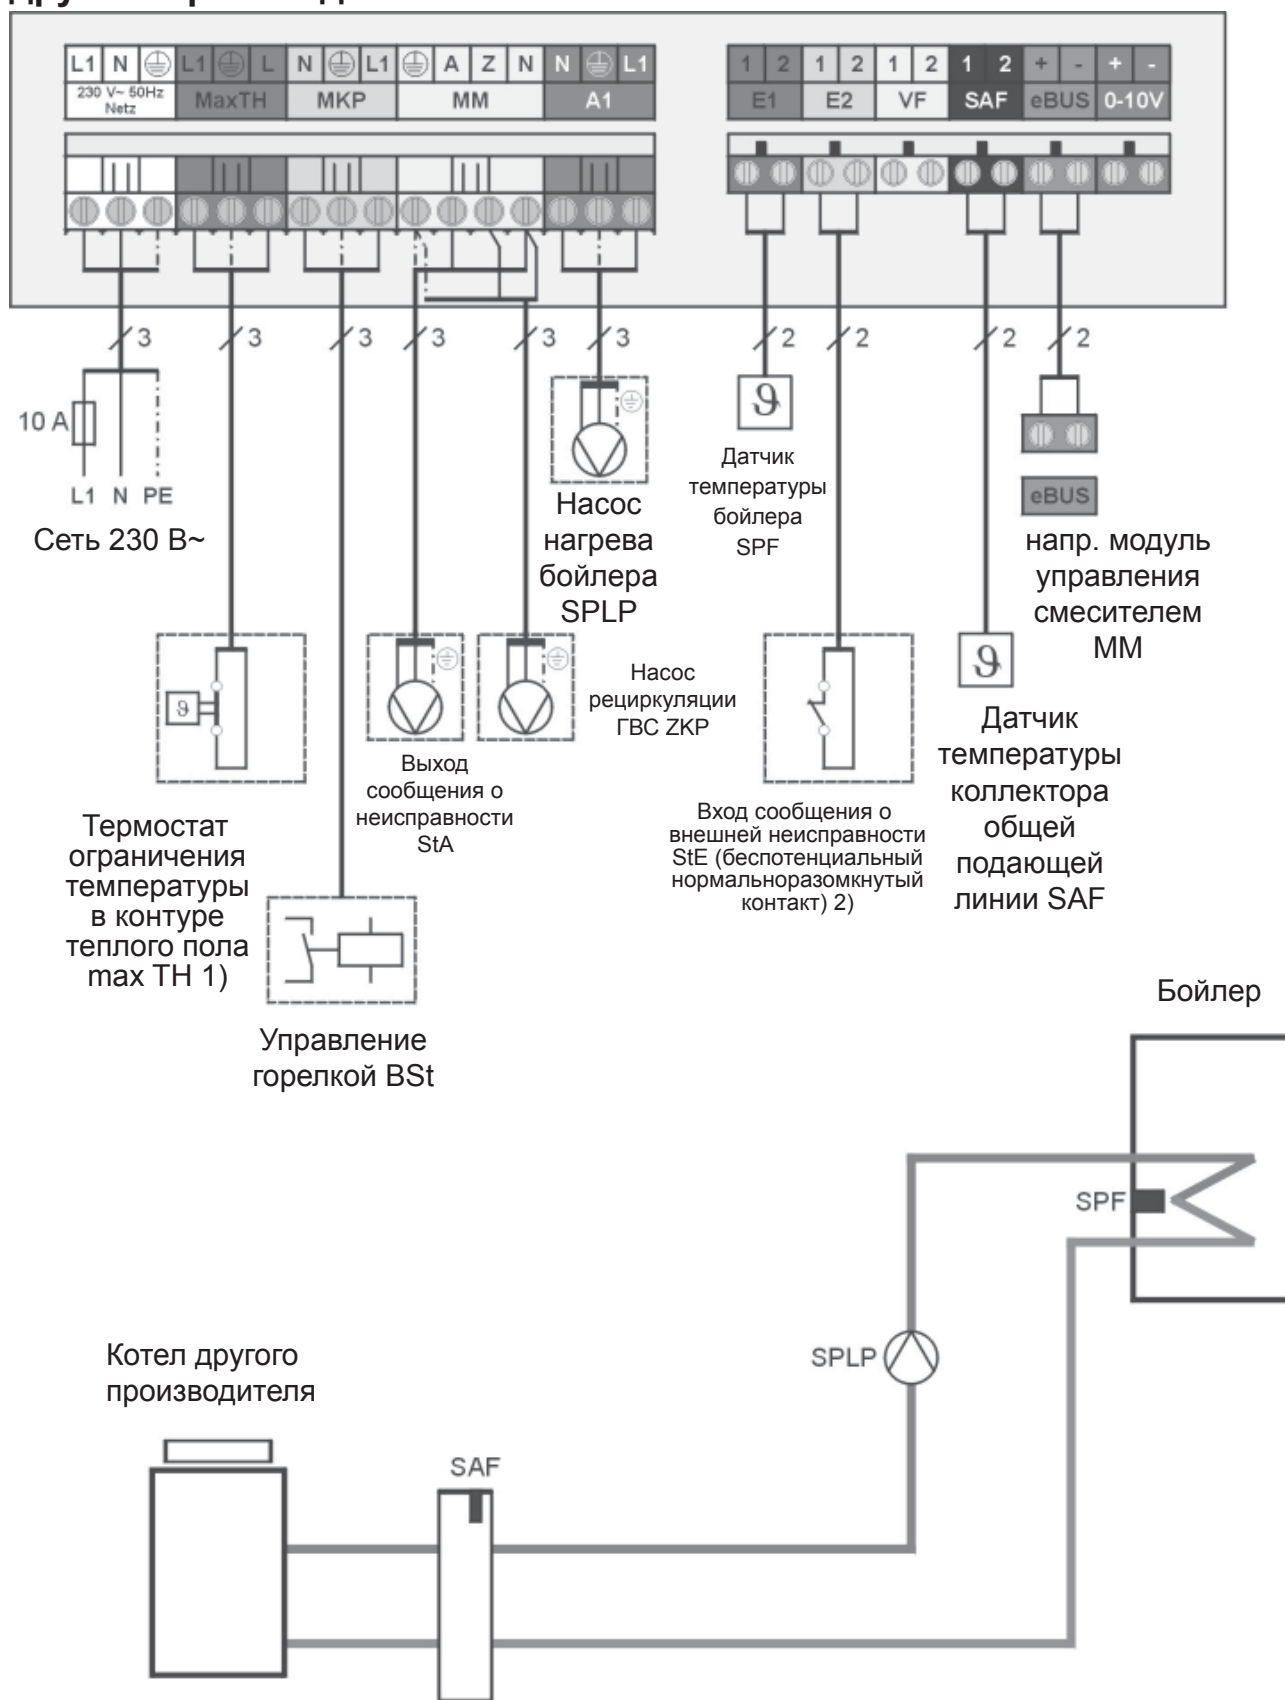 L1 N L1 L N L1 A Z N N L1
1 2 1 2 1 2 1 2 + - + -
230 V~ 50Hz
Netz
MaxTH MKP MM A1
E1 E2 VF SAF eBUS 0-10V
3 3 3 3 3 3
2 2 2 2
10 A
L1 N PE
Сеть 230 В~
Насос
нагрева
бойлера
SPLP
ϑ
Датчик
температуры
бойлера
SPF
eBUS
напр. модуль
управления
смесителем
ММ
ϑ
Насос
рециркуляции
ГВС ZKP
ϑ
Датчик
температуры
коллектора
общей
подающей
линии SAF
Выход
сообщения о
неисправности
StA
Вход сообщения о
внешней неисправности
StE (беспотенциальный
нормальноразомкнутый
контакт) 2)
Термостат
ограничения
температуры
в контуре
теплого пола
max TH 1)
Управление
горелкой BSt
Бойлер
SPF
SPLP
Котел другого
производителя
SAF